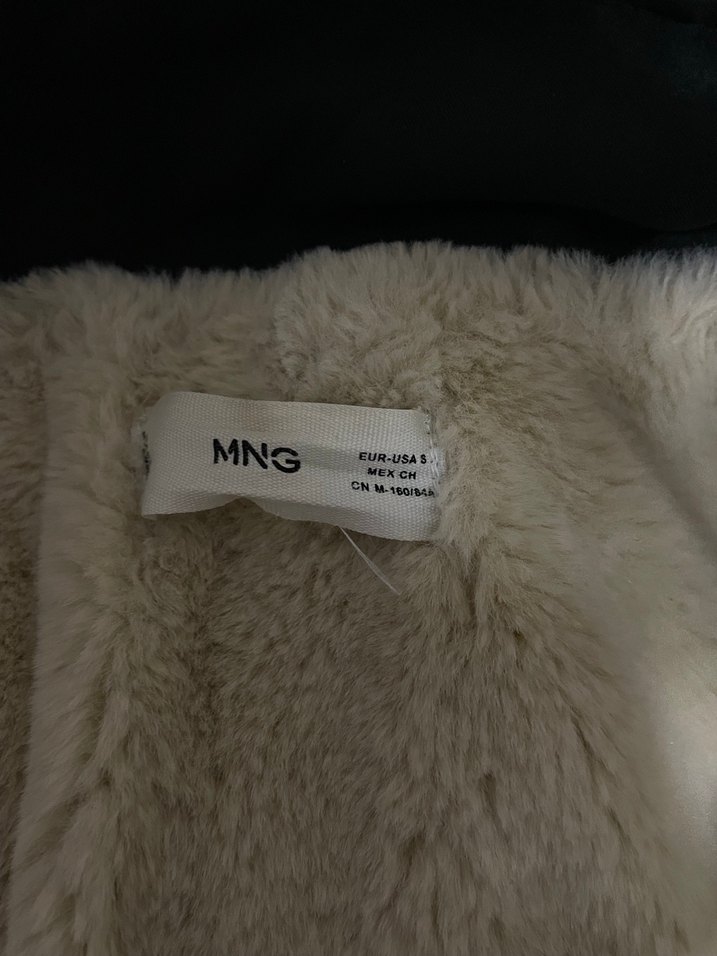 MNG
EUR-USA S
MEX CH
CN M-160/84A